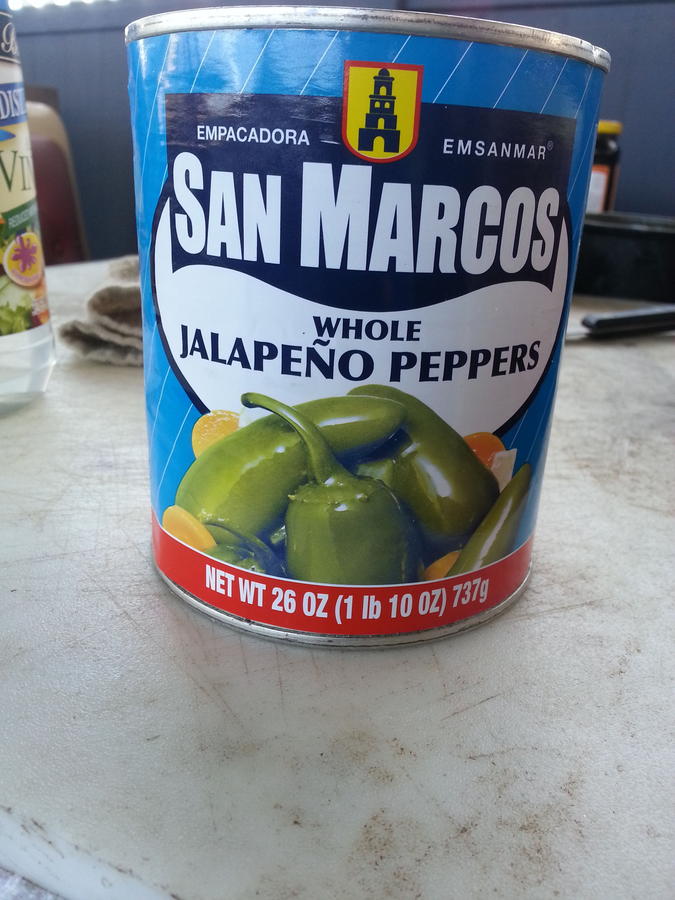 EMPACADORA
EMSANMAR®
SAN MARCOS
WHOLE
JALAPEÑO PEPPERS
NET WT 26 OZ (1 lb 10 OZ) 737g